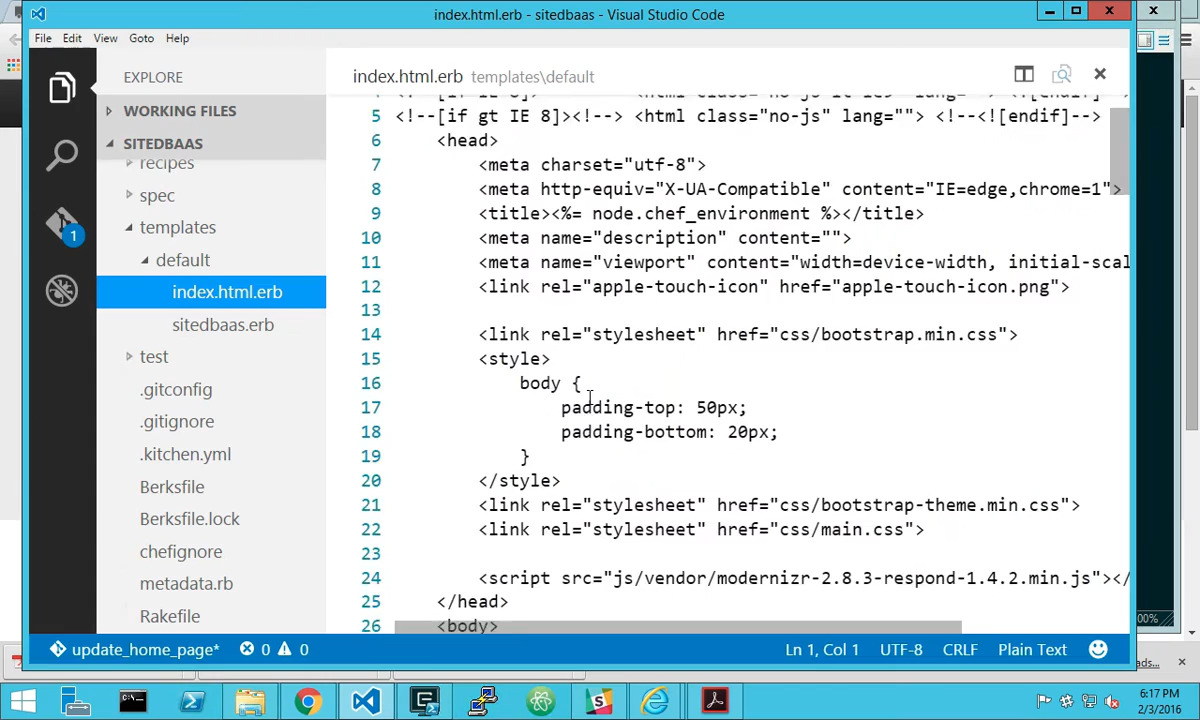 index.html.erb - sitedbaas - Visual Studio Code
File Edit View Goto Help
EXPLORE
WORKING FILES
SITEDBAAS
recipes
spec
templates
default
index.html.erb
sitedbaas.erb
test
.gitconfig
.gitignore
.kitchen.yml
Berksfile
Berksfile.lock
chefignore
metadata.rb
Rakefile
1
index.html.erb templates\default
5 <!--[if gt IE 8]><!--> <html class="no-js" lang=""> <!--<![endif]-->
6 <head>
7 <meta charset="utf-8">
8 <meta http-equiv="X-UA-Compatible" content="IE=edge,chrome=1">
9 <title><%= node.chef_environment %></title>
10 <meta name="description" content="">
11 <meta name="viewport" content="width=device-width, initial-scal
12 <link rel="apple-touch-icon" href="apple-touch-icon.png">
13
14 <link rel="stylesheet" href="css/bootstrap.min.css">
15 <style>
16 body {
17 padding-top: 50px;
18 padding-bottom: 20px;
19 }
20 </style>
21 <link rel="stylesheet" href="css/bootstrap-theme.min.css">
22 <link rel="stylesheet" href="css/main.css">
23
24 <script src="js/vendor/modernizr-2.8.3-respond-1.4.2.min.js"></
25 </head>
26 <body>
00%
update_home_page* 0 0 Ln 1, Col 1 UTF-8 CRLF Plain Text
ads...
6:17 PM
2/3/2016